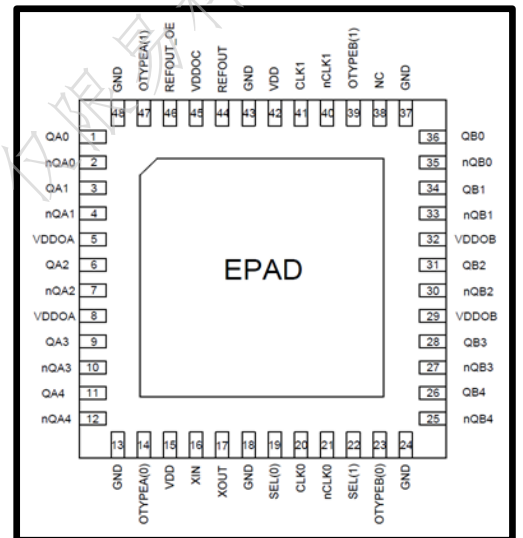 GND OTYPEA(1) REFOUT_OE VDDOC REFOUT GND VDD CLK1 nCLK1 OTYPEB(1) NC GND
48 47 46 45 44 43 42 41 40 39 38 37
QA0 1 36 QB0
nQA0 2 35 nQB0
QA1 3 34 QB1
nQA1 4 33 nQB1
VDDOA 5 32 VDDOB
QA2 6 31 QB2
EPAD
nQA2 7 30 nQB2
VDDOA 8 29 VDDOB
QA3 9 28 QB3
nQA3 10 27 nQB3
QA4 11 26 QB4
nQA4 12 25 nQB4
13 14 15 16 17 18 19 20 21 22 23 24
GND OTYPEA(0) VDD XIN XOUT GND SEL(0) CLK0 nCLK0 SEL(1) OTYPEB(0) GND
仅限易